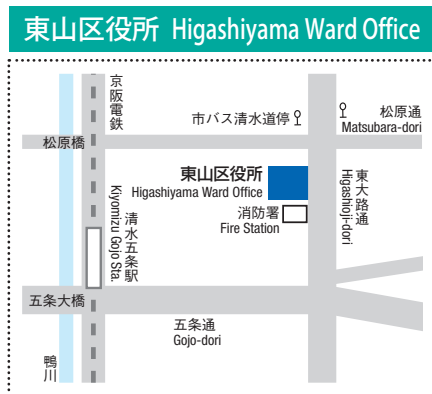 東山区役所 Higashiyama Ward Office
京阪電鉄
市バス清水道停
松原通
Matsubara-dori
松原橋
東山区役所
Higashiyama Ward Office
消防署
Fire Station
東大路通
Higashioji-dori
清水五条駅
Kiyomizu Gojo Sta.
五条大橋
五条通
Gojo-dori
鴨川